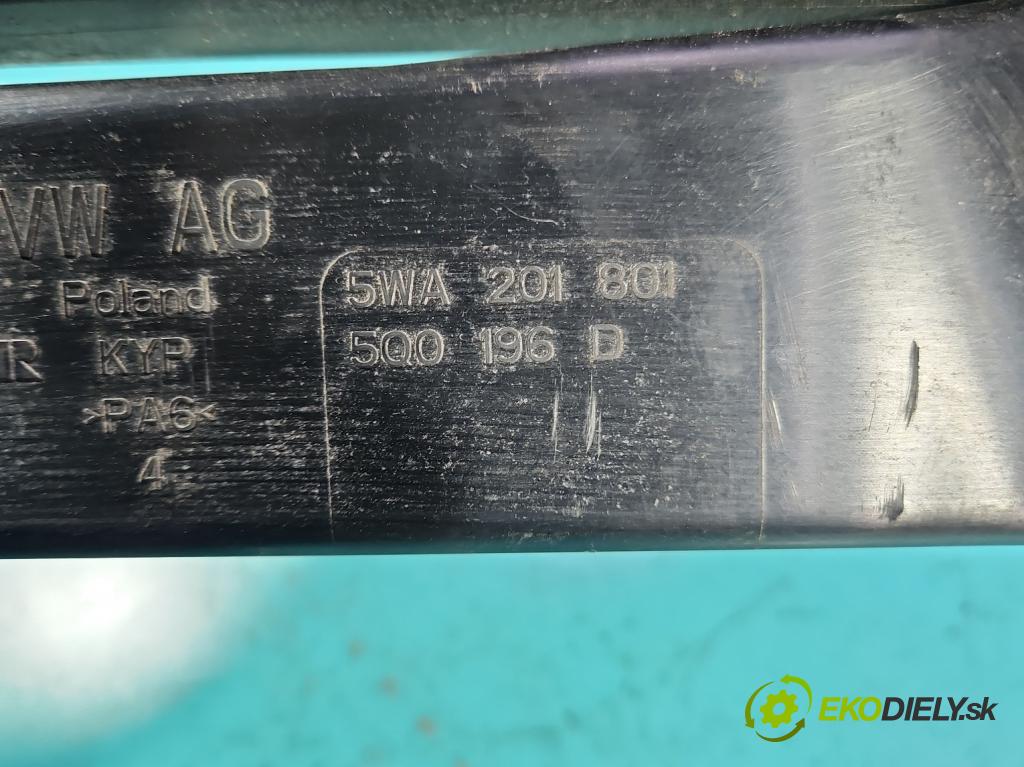 VW AG
5WA 201 801
Poland
5Q0 196 D
R KYP
>PA6<
4
EKODIELY.sk